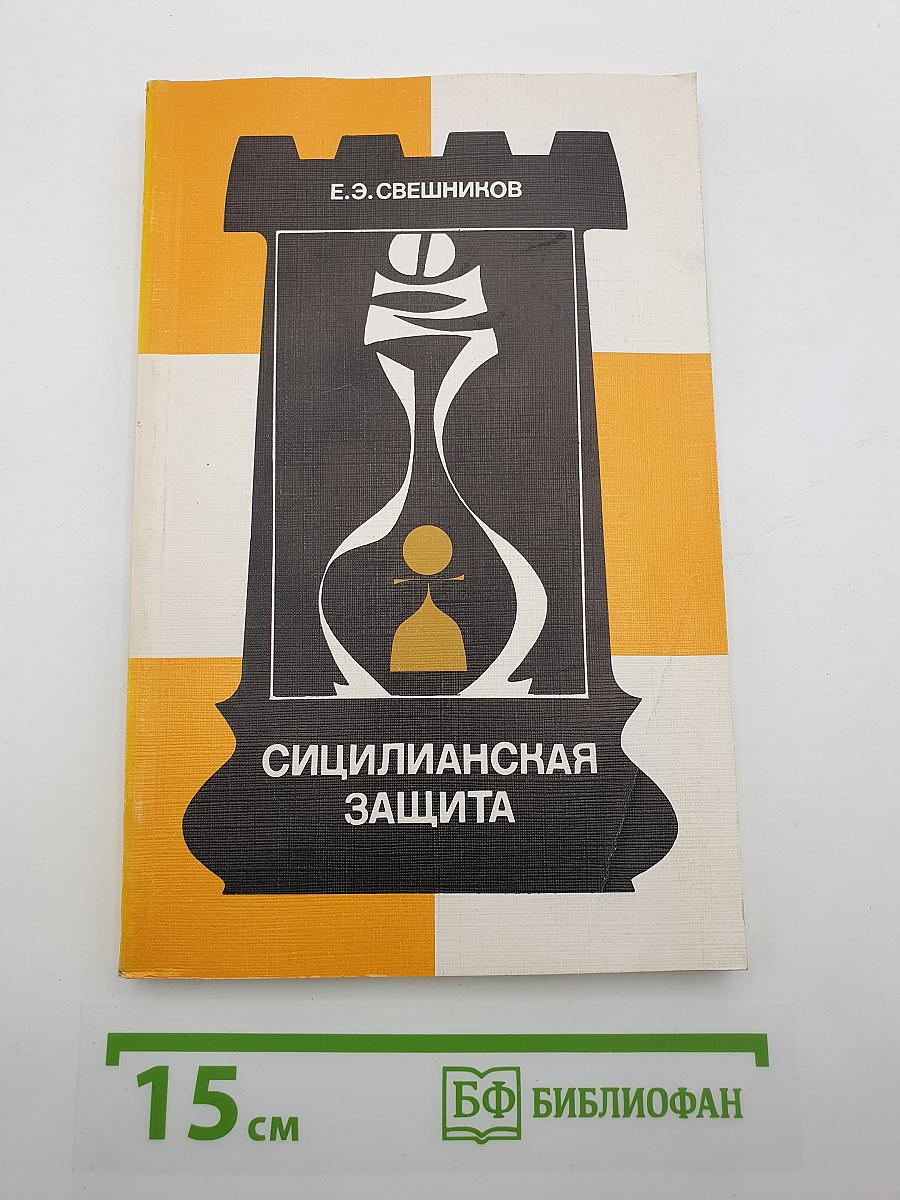 Е.Э.СВЕШНИКОВ
СИЦИЛИАНСКАЯ
ЗАЩИТА
15 см
БФ БИБЛИОФАН